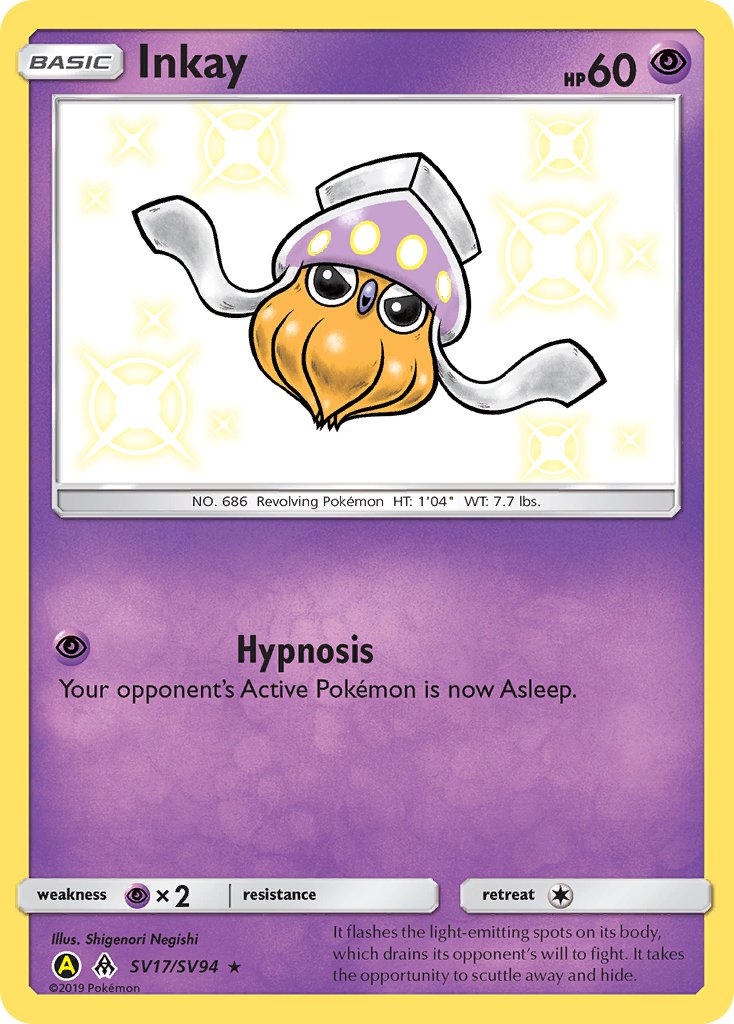 BASIC Inkay HP60
NO. 686 Revolving Pokémon HT: 1'04" WT: 7.7 lbs.
Hypnosis
Your opponent's Active Pokémon is now Asleep.
weakness ×2 resistance retreat
Illus. Shigenori Negishi
A SV17/SV94 ★
©2019 Pokémon
It flashes the light-emitting spots on its body,
which drains its opponent's will to fight. It takes
the opportunity to scuttle away and hide.